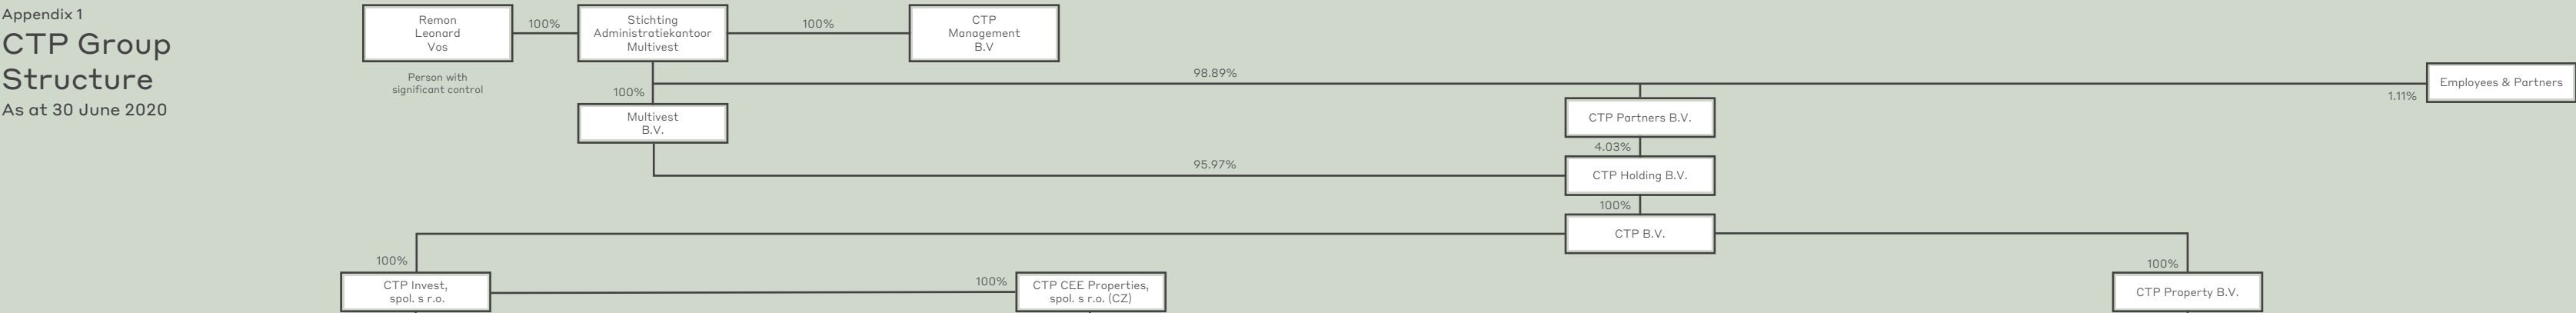 Appendix 1
CTP Group
Structure
As at 30 June 2020
Remon
Leonard
Vos
Person with
significant control
100%
Stichting
Administratiekantoor
Multivest
100%
CTP
Management
B.V
98.89%
Employees & Partners
1.11%
100%
Multivest
B.V.
CTP Partners B.V.
4.03%
95.97%
CTP Holding B.V.
100%
CTP B.V.
100%
CTP Invest,
spol. s r.o.
100%
CTP CEE Properties,
spol. s r.o. (CZ)
100%
CTP Property B.V.